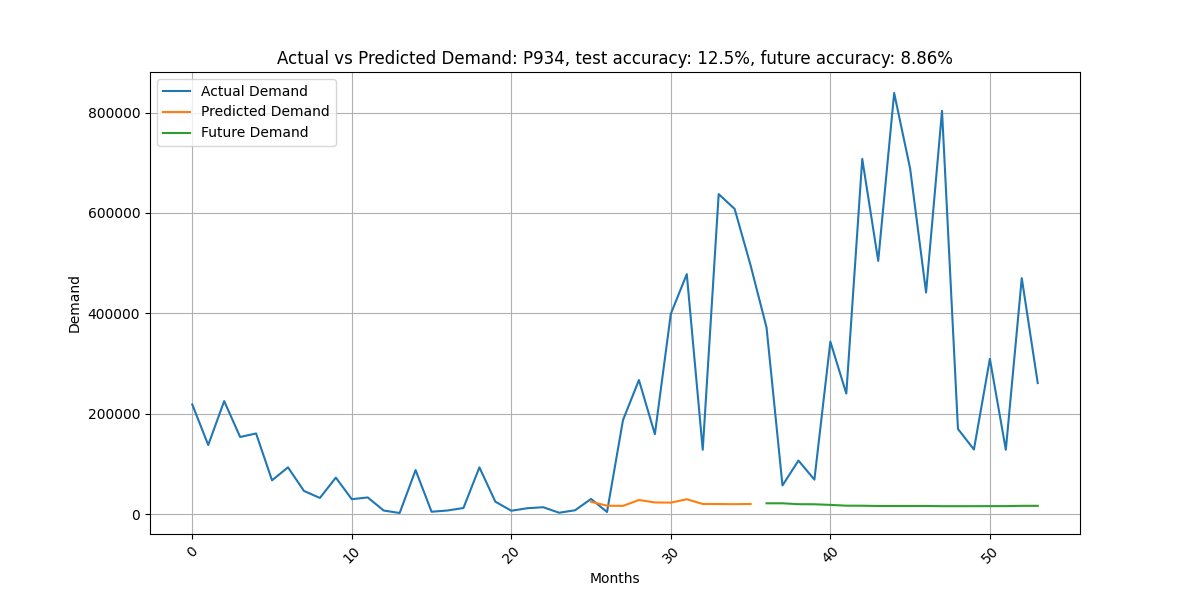 Actual vs Predicted Demand: P934, test accuracy: 12.5%, future accuracy: 8.86%
Actual Demand
Predicted Demand
Future Demand
800000
600000
400000
200000
0
Demand
0 10 20 30 40 50
Months